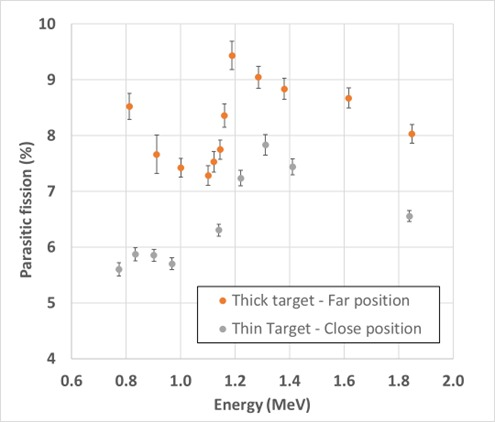 10
9
8
7
6
5
4
Parasitic fission (%)
Thick target - Far position
Thin Target - Close position
0.6 0.8 1.0 1.2 1.4 1.6 1.8 2.0
Energy (MeV)